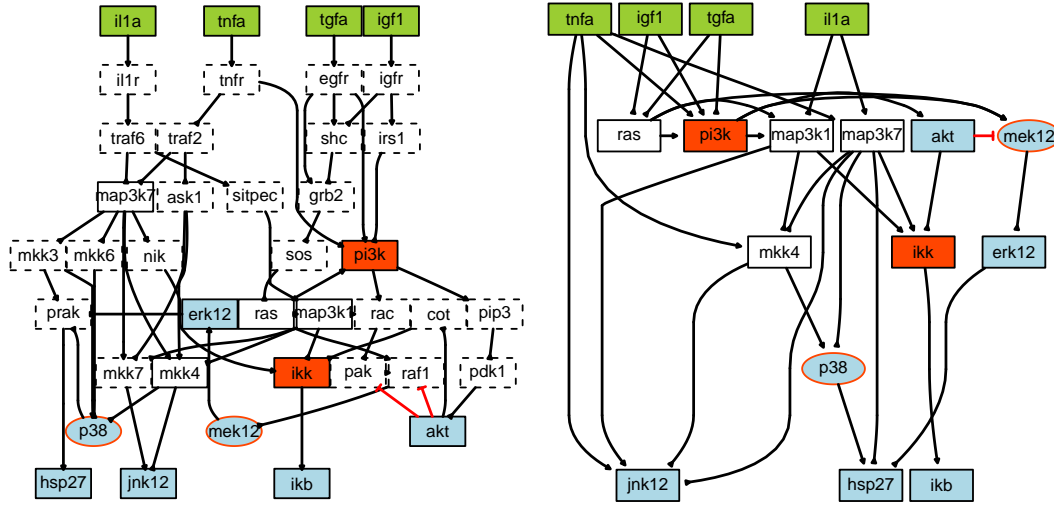 il1a tnfa tgfa igf1
il1r tnfr egfr igfr
traf6 traf2 shc irs1
map3k7 ask1 sitpec grb2
mkk3 mkk6 nik sos pi3k
prak erk12 ras map3k1 rac cot pip3
mkk7 mkk4 ikk pak raf1 pdk1
p38 mek12 akt
hsp27 jnk12 ikb
tnfa igf1 tgfa il1a
ras pi3k map3k1 map3k7 akt mek12
mkk4 ikk erk12
p38
jnk12 hsp27 ikb